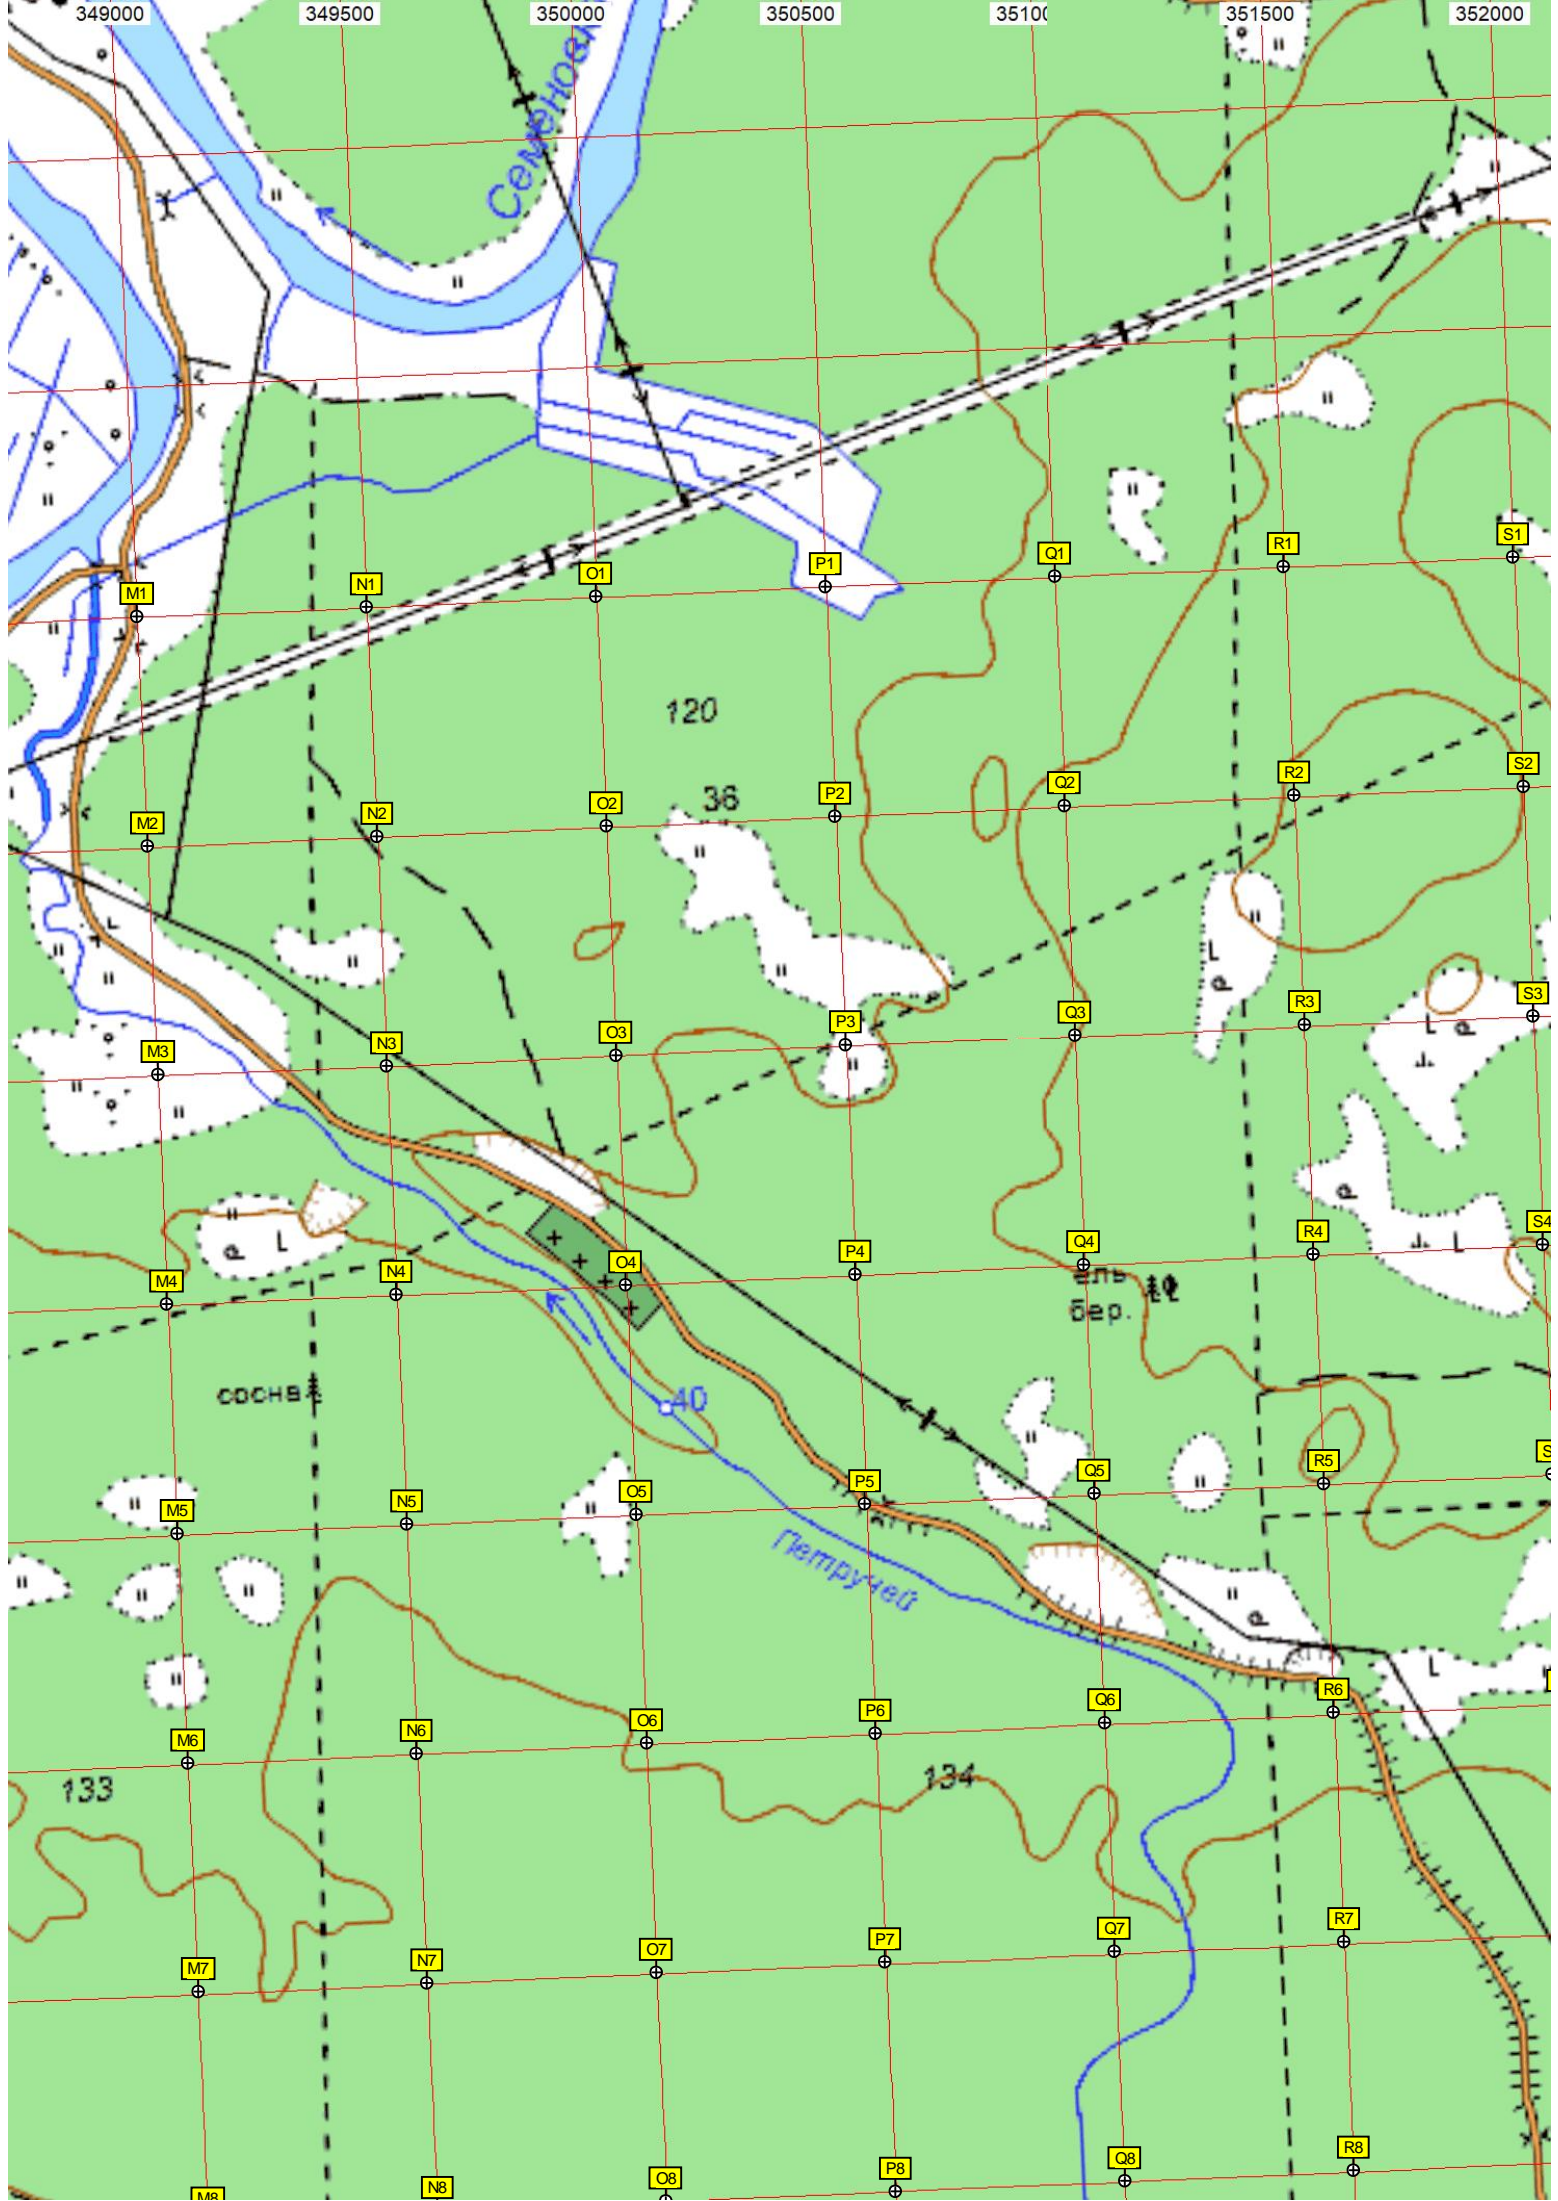 349000 349500 350000 350500 35100 351500 352000
Семеновк
M1 N1 O1 P1 Q1 R1 S1
120
36
M2 N2 O2 P2 Q2 R2 S2
M3 N3 O3 P3 Q3 R3 S3
M4 N4 O4 P4 Q4 R4 S4
ель
бер.
сосна
40
M5 N5 O5 P5 Q5 R5 S
Петручей
M6 N6 O6 P6 Q6 R6
133 134
M7 N7 O7 P7 Q7 R7
M8 N8 O8 P8 Q8 R8